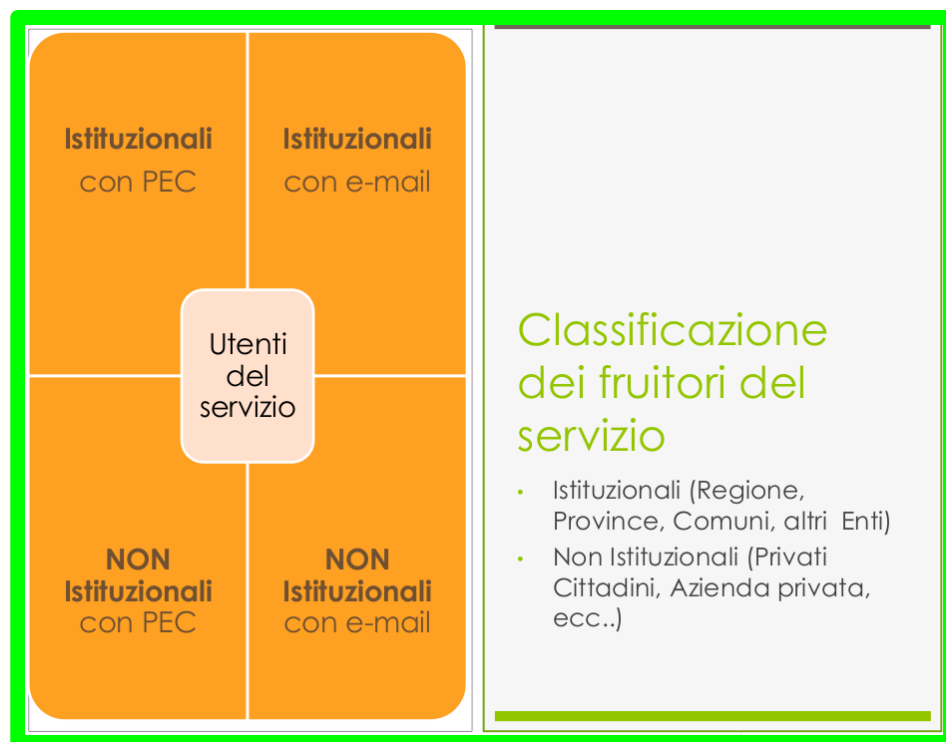 Istituzionali
con PEC
Istituzionali
con e-mail
Utenti
del
servizio
NON
Istituzionali
con PEC
NON
Istituzionali
con e-mail
Classificazione
dei fruitori del
servizio
• Istituzionali (Regione,
Province, Comuni, altri Enti)
• Non Istituzionali (Privati
Cittadini, Azienda privata,
ecc..)